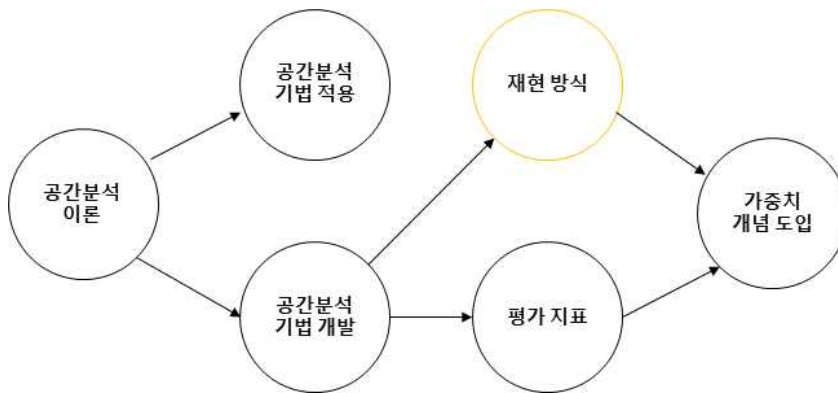 공간분석
기법 적용
재현 방식
공간분석
이론
가중치
개념 도입
공간분석
기법 개발
평가 지표